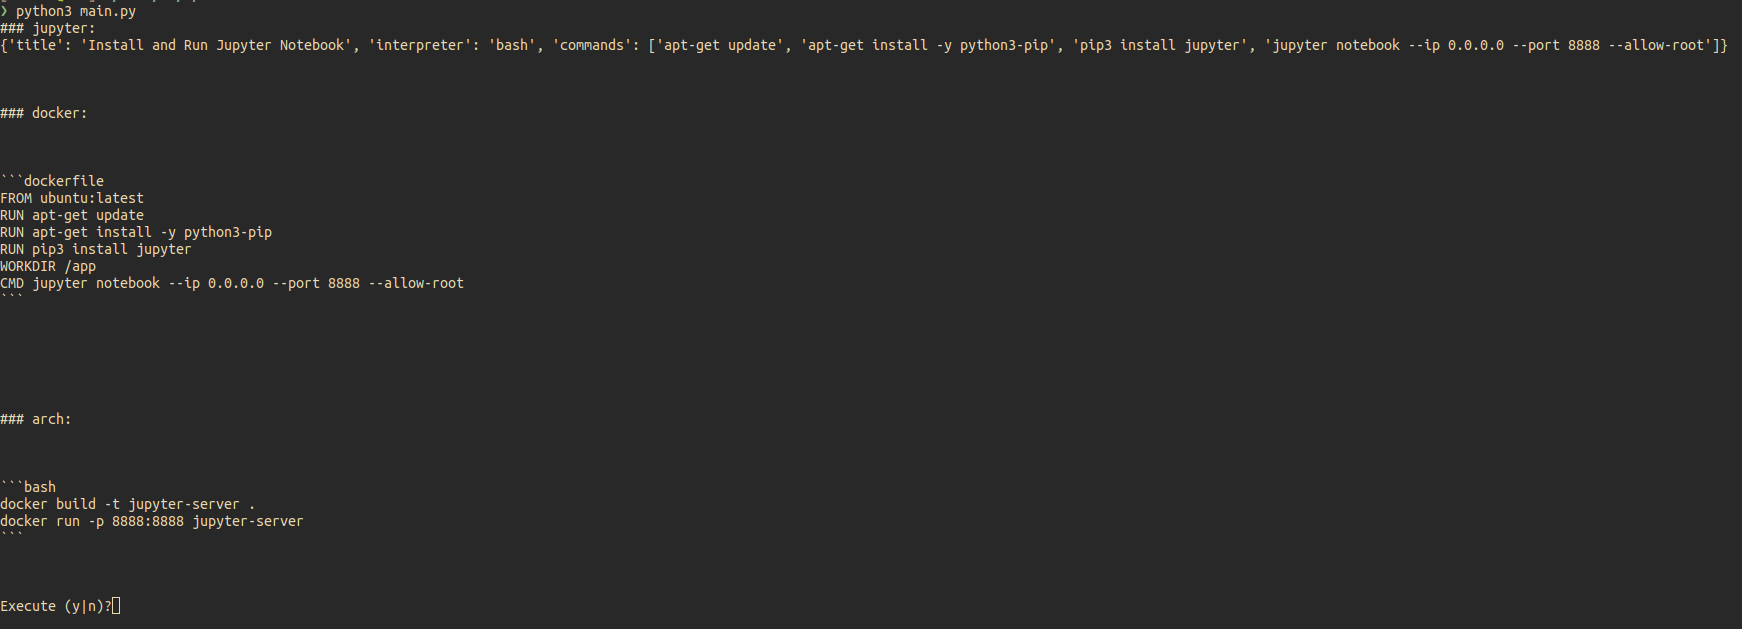 ❯ python3 main.py
### jupyter:
{'title': 'Install and Run Jupyter Notebook', 'interpreter': 'bash', 'commands': ['apt-get update', 'apt-get install -y python3-pip', 'pip3 install jupyter', 'jupyter notebook --ip 0.0.0.0 --port 8888 --allow-root']}
### docker:
```dockerfile
FROM ubuntu:latest
RUN apt-get update
RUN apt-get install -y python3-pip
RUN pip3 install jupyter
WORKDIR /app
CMD jupyter notebook --ip 0.0.0.0 --port 8888 --allow-root
```
### arch:
```bash
docker build -t jupyter-server .
docker run -p 8888:8888 jupyter-server
```
Execute (y|n)?